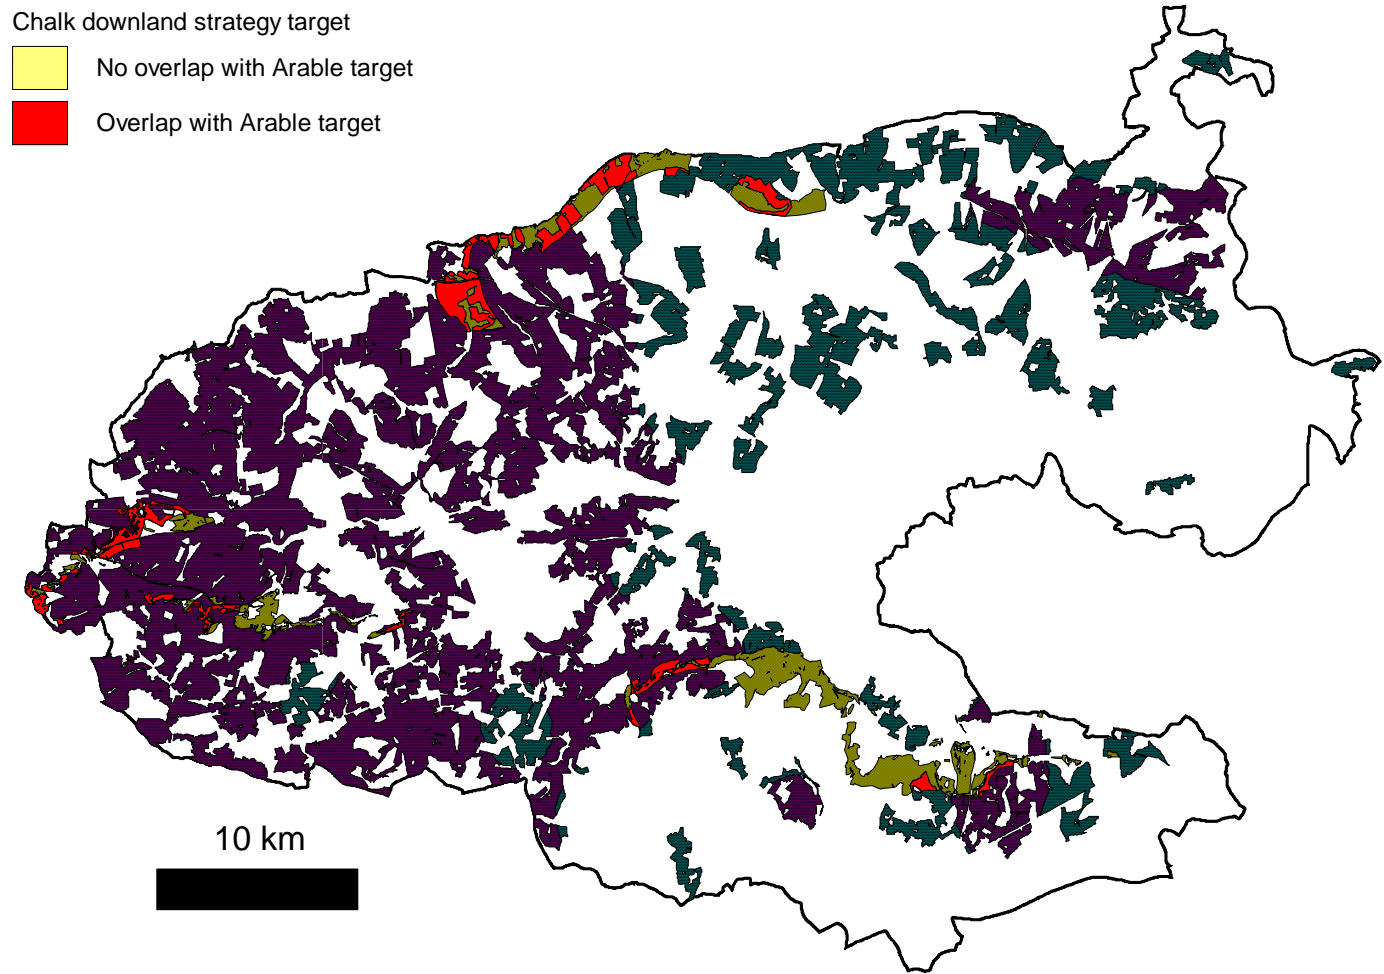 Chalk downland strategy target
No overlap with Arable target
Overlap with Arable target
10 km